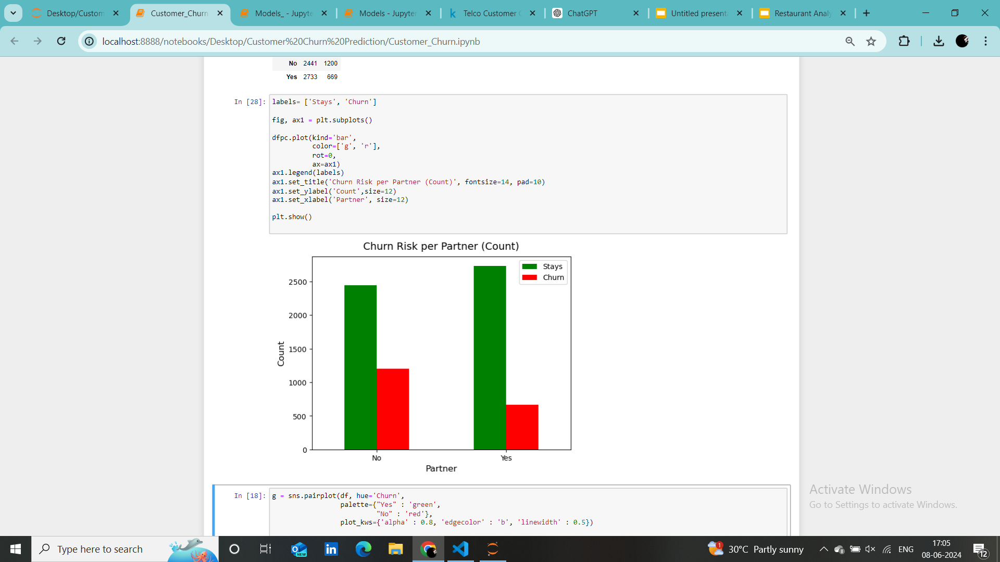 Desktop/Custom
Customer_Churn
Models_ - Jupyte
Models - Jupyter
Telco Customer C
ChatGPT
Untitled present
Restaurant Analy
localhost:8888/notebooks/Desktop/Customer%20Churn%20Prediction/Customer_Churn.ipynb
No 2441 1200
Yes 2733 669
In [28]:
labels= ['Stays', 'Churn']
fig, ax1 = plt.subplots()
dfpc.plot(kind='bar',
color=['g', 'r'],
rot=0,
ax=ax1)
ax1.legend(labels)
ax1.set_title('Churn Risk per Partner (Count)', fontsize=14, pad=10)
ax1.set_ylabel('Count',size=12)
ax1.set_xlabel('Partner', size=12)
plt.show()
Churn Risk per Partner (Count)
Stays
Churn
2500
2000
1500
1000
500
0
Count
No
Yes
Partner
In [18]:
g = sns.pairplot(df, hue='Churn',
palette={"Yes" : 'green',
"No" : 'red'},
plot_kws={'alpha' : 0.8, 'edgecolor' : 'b', 'linewidth' : 0.5})
Activate Windows
Go to Settings to activate Windows.
Type here to search
NEW
1
30°C Partly sunny
ENG
17:05
08-06-2024
12